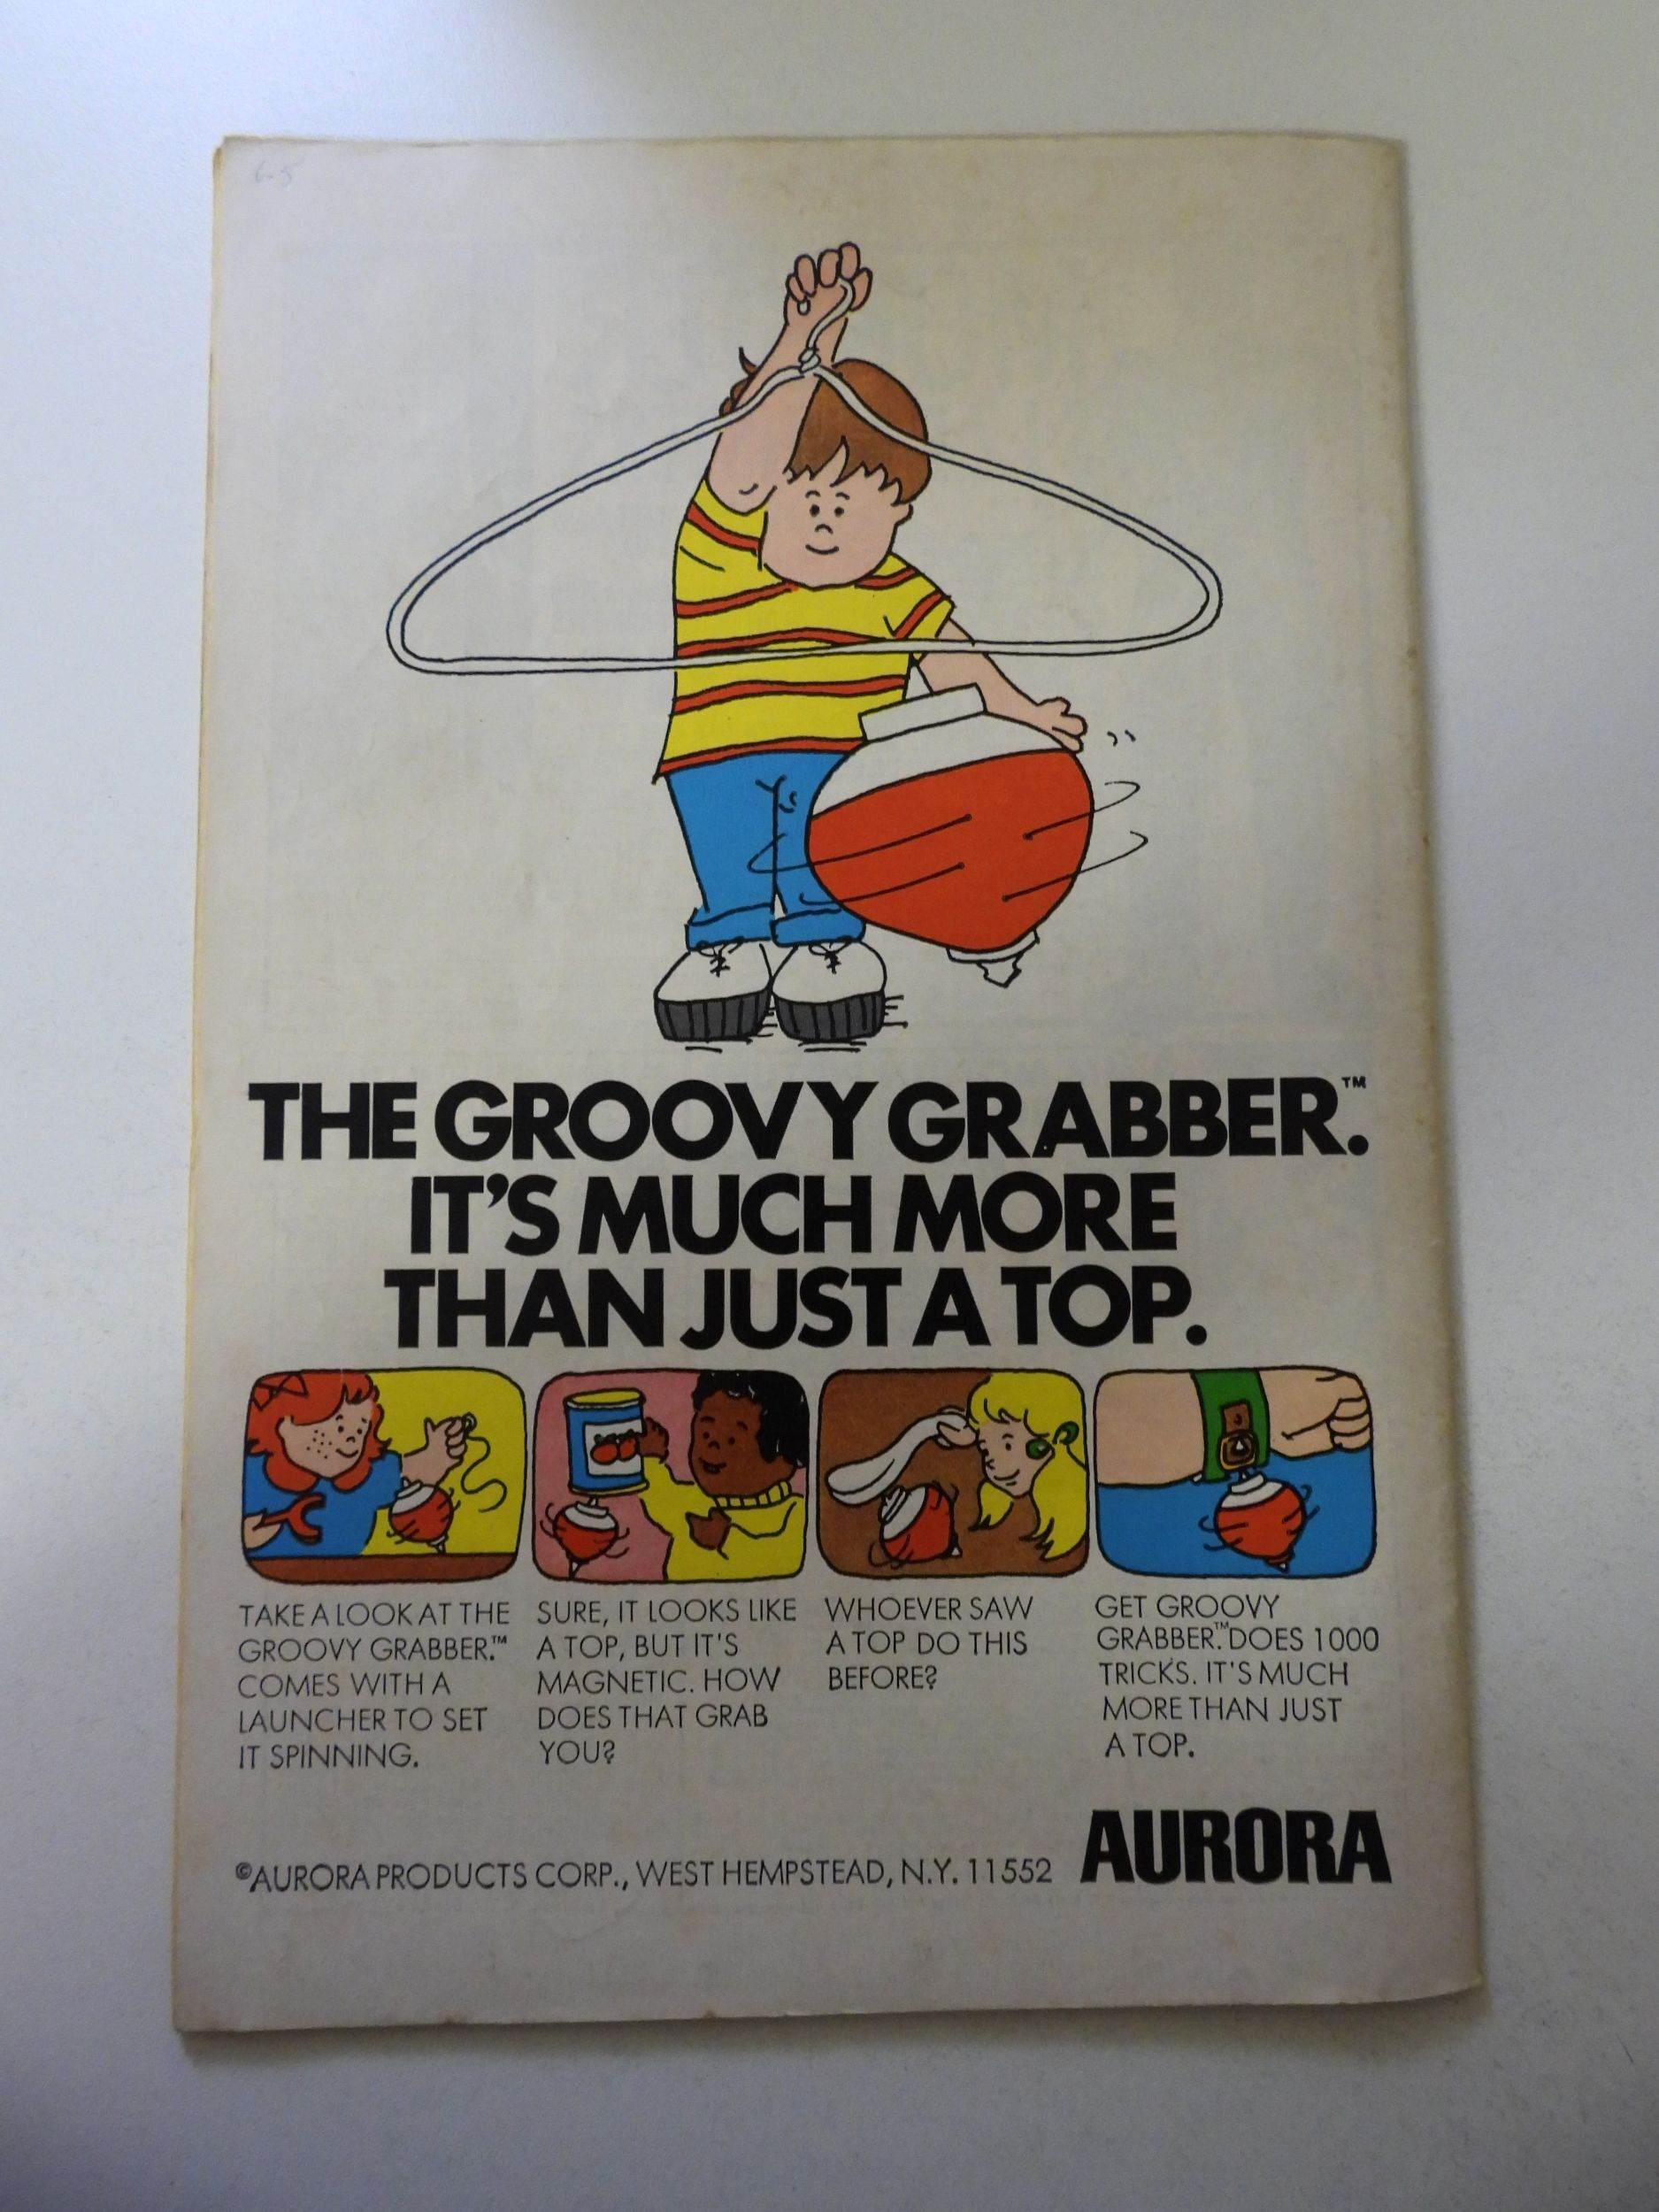 6-5
THE GROOVY GRABBER.™
IT'S MUCH MORE
THAN JUST A TOP.
TAKE A LOOK AT THE
GROOVY GRABBER.™
COMES WITH A
LAUNCHER TO SET
IT SPINNING.
SURE, IT LOOKS LIKE
A TOP, BUT IT'S
MAGNETIC. HOW
DOES THAT GRAB
YOU?
WHOEVER SAW
A TOP DO THIS
BEFORE?
GET GROOVY
GRABBER.™ DOES 1000
TRICKS. IT'S MUCH
MORE THAN JUST
A TOP.
©AURORA PRODUCTS CORP., WEST HEMPSTEAD, N.Y. 11552
AURORA